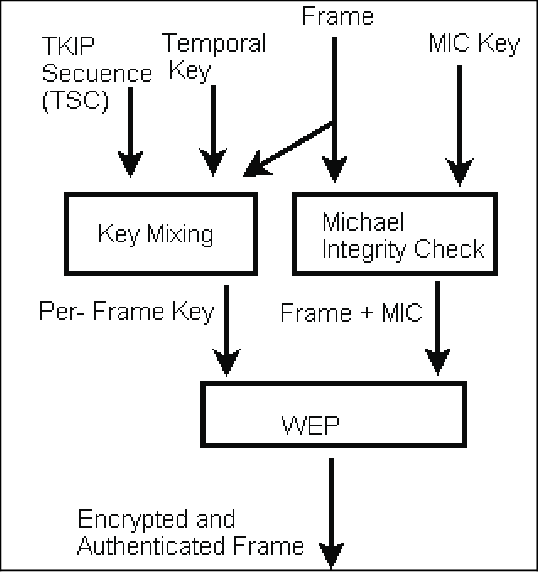 Frame
TKIP
Secuence
(TSC)
Temporal
Key
MIC Key
Key Mixing
Michael
Integrity Check
Per- Frame Key
Frame + MIC
WEP
Encrypted and
Authenticated Frame